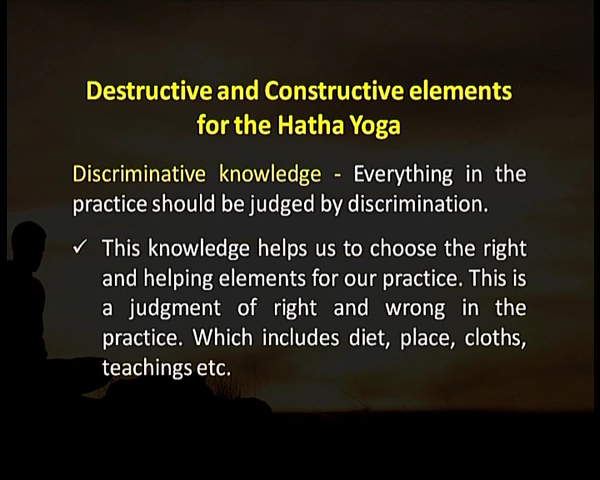 Destructive and Constructive elements
for the Hatha Yoga
Discriminative knowledge - Everything in the
practice should be judged by discrimination.
✓ This knowledge helps us to choose the right
and helping elements for our practice. This is
a judgment of right and wrong in the
practice. Which includes diet, place, cloths,
teachings etc.